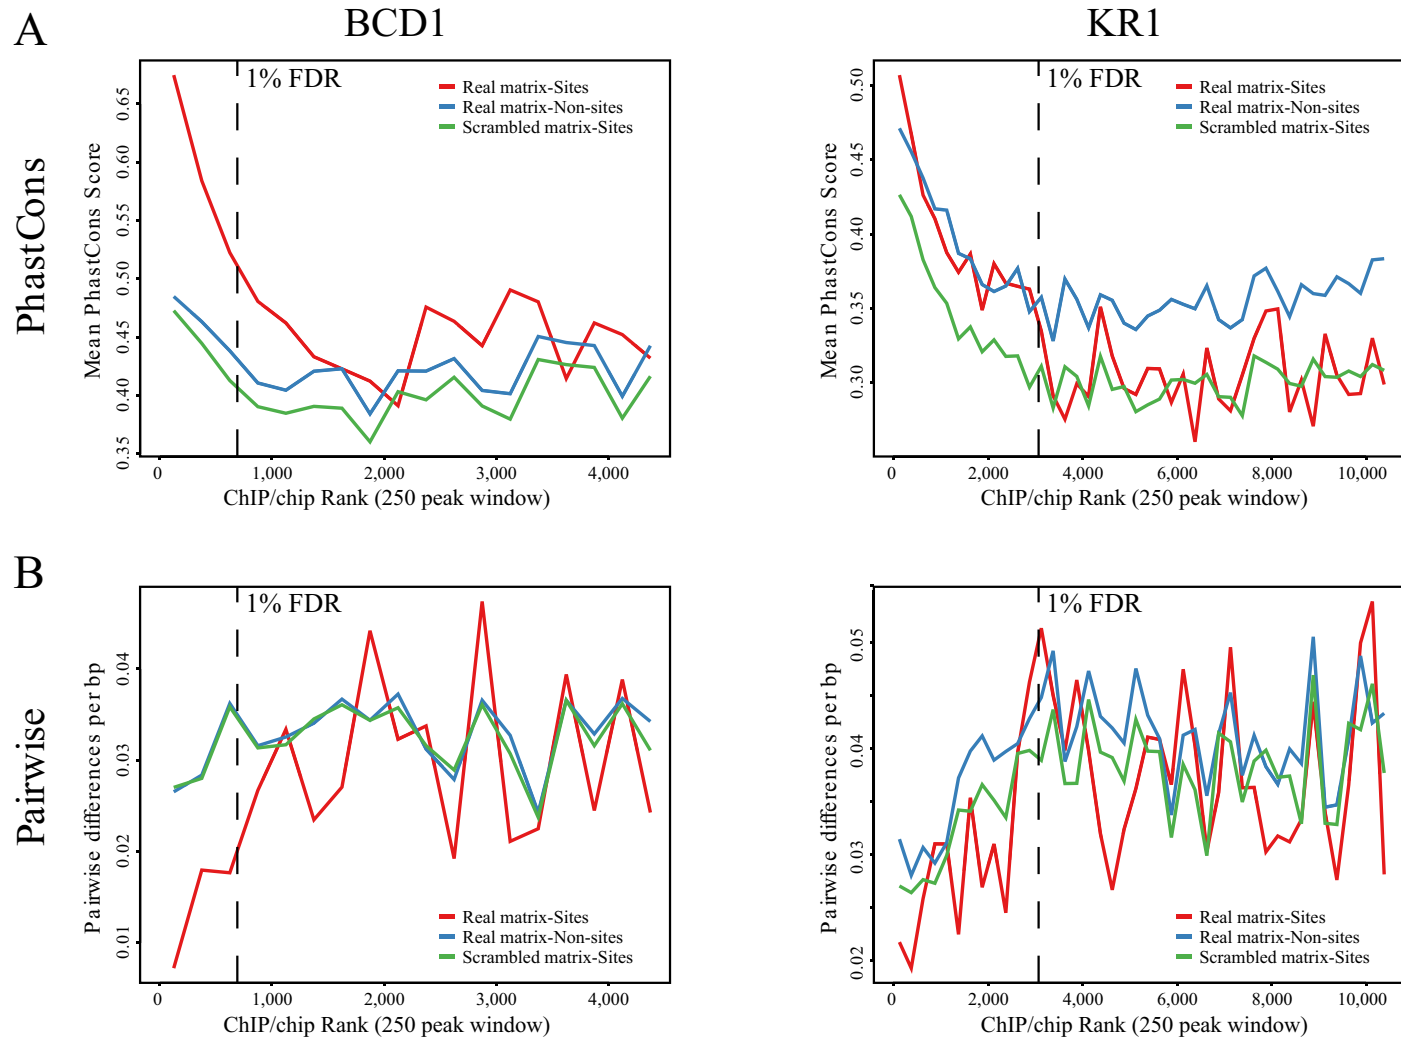 A
BCD1
KR1
PhastCons
Mean PhastCons Score
0.65
0.60
0.55
0.50
0.45
0.40
0.35
1% FDR
Real matrix-Sites
Real matrix-Non-sites
Scrambled matrix-Sites
0
1,000
2,000
3,000
4,000
ChIP/chip Rank (250 peak window)
Mean PhastCons Score
0.50
0.45
0.40
0.35
0.30
1% FDR
Real matrix-Sites
Real matrix-Non-sites
Scrambled matrix-Sites
0
2,000
4,000
6,000
8,000
10,000
ChIP/chip Rank (250 peak window)
B
Pairwise
Pairwise differences per bp
0.04
0.03
0.02
0.01
1% FDR
Real matrix-Sites
Real matrix-Non-sites
Scrambled matrix-Sites
0
1,000
2,000
3,000
4,000
ChIP/chip Rank (250 peak window)
Pairwise differences per bp
0.05
0.04
0.03
0.02
1% FDR
Real matrix-Sites
Real matrix-Non-sites
Scrambled matrix-Sites
0
2,000
4,000
6,000
8,000
10,000
ChIP/chip Rank (250 peak window)